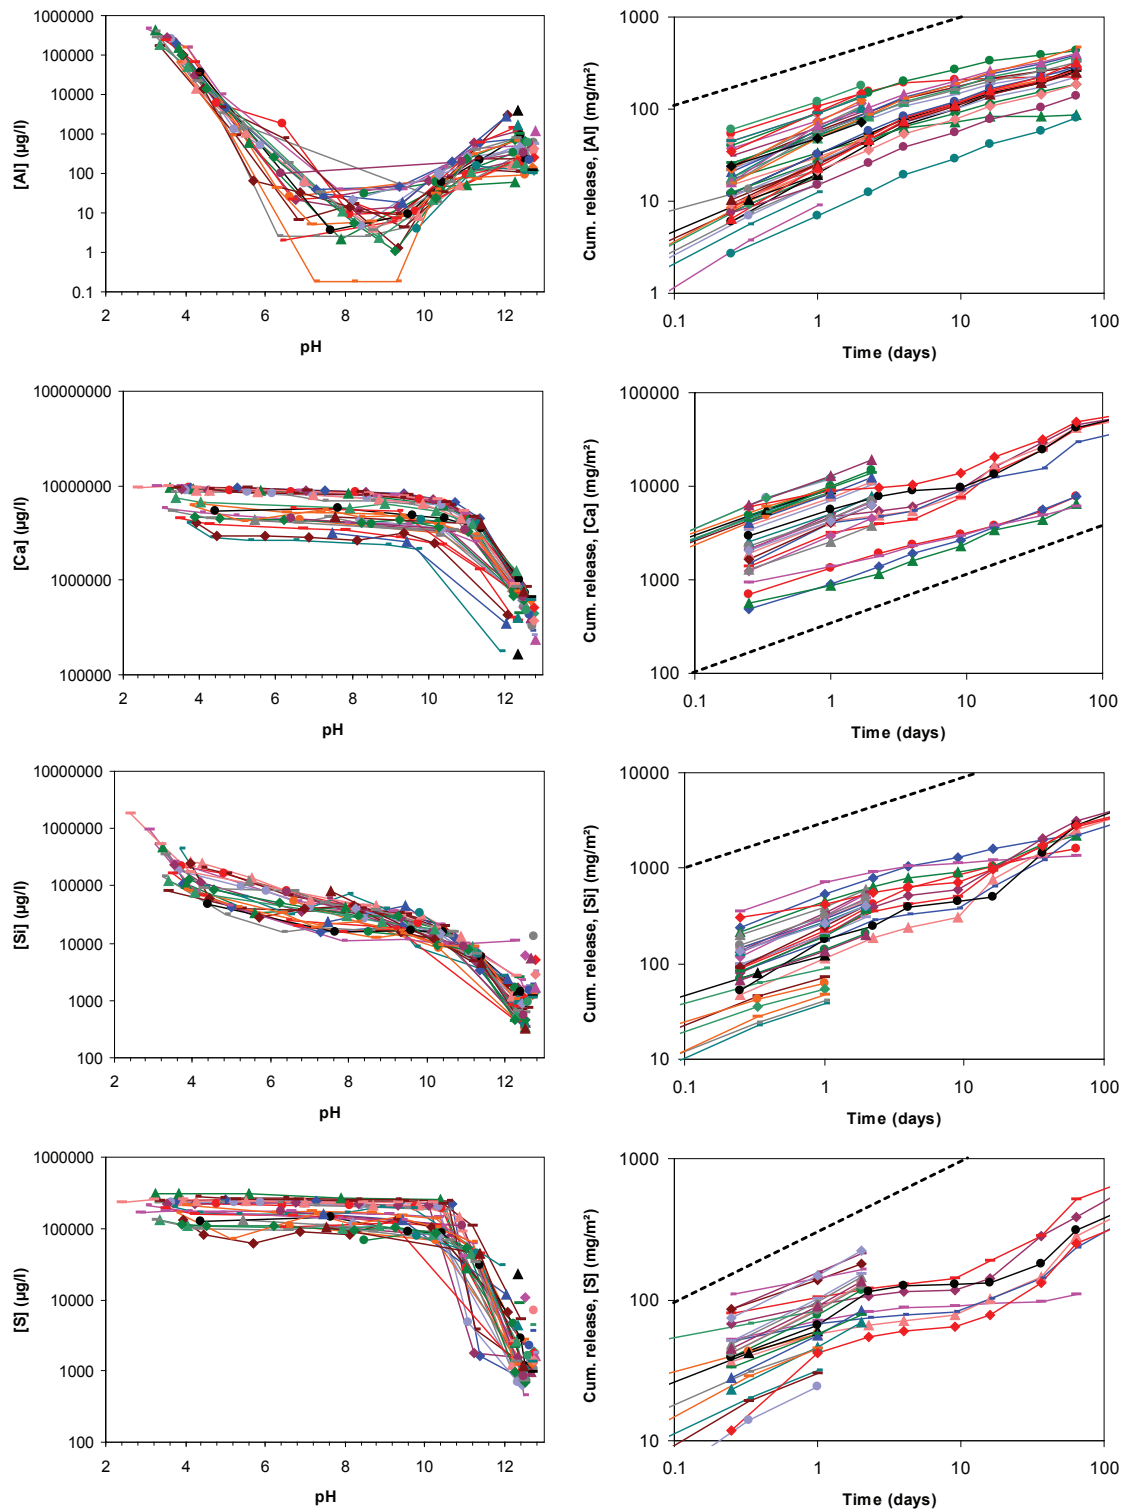 1000000
100000
10000
1000
100
10
1
0.1
[Al] (µg/l)
2 4 6 8 10 12
pH
1000
100
10
1
Cum. release, [Al] (mg/m²)
0.1 1 10 100
Time (days)
100000000
10000000
1000000
100000
[Ca] (µg/l)
2 4 6 8 10 12
pH
100000
10000
1000
100
Cum. release, [Ca] (mg/m²)
0.1 1 10 100
Time (days)
10000000
1000000
100000
10000
1000
100
[Si] (µg/l)
2 4 6 8 10 12
pH
10000
1000
100
10
Cum. release, [Si] (mg/m²)
0.1 1 10 100
Time (days)
1000000
100000
10000
1000
100
[S] (µg/l)
2 4 6 8 10 12
pH
1000
100
10
Cum. release, [S] (mg/m²)
0.1 1 10 100
Time (days)